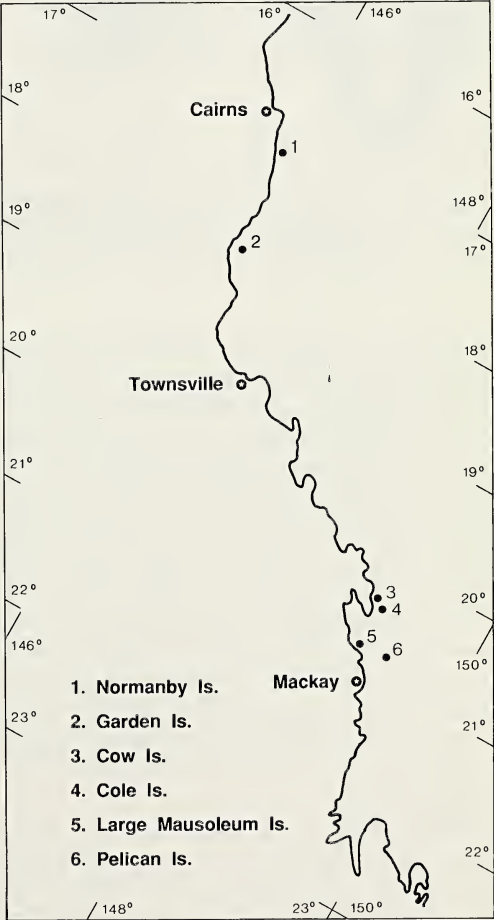 17° 16° 146°
18°
Cairns 16°
1
148°
19°
2 17°
20°
18°
Townsville
21°
19°
3
22° 4 20°
5
146° 6
150°
1. Normanby Is. Mackay
23° 2. Garden Is. 21°
3. Cow Is.
4. Cole Is.
5. Large Mausoleum Is.
6. Pelican Is.
22°
148° 23° 150°